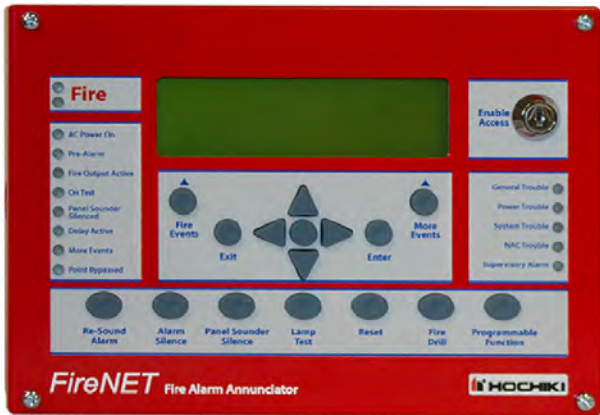 Fire
AC Power On
Pre-Alarm
Fire Output Active
On Test
Panel Sounder
Silenced
Delay Active
More Events
Point Bypassed
Enable
Access
Fire
Events
Exit
Enter
More
Events
General Trouble
Power Trouble
System Trouble
NAC Trouble
Supervisory Alarm
Re-Sound
Alarm
Alarm
Silence
Panel Sounder
Silence
Lamp
Test
Reset
Fire
Drill
Programmable
Function
FireNET Fire Alarm Annunciator
HOCHIKI